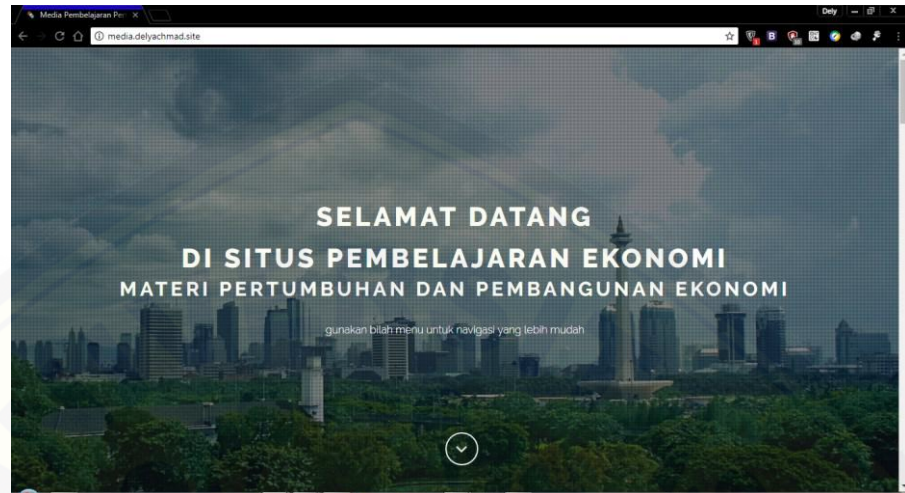 Media Pembelajaran Per
Dely
media.delyachmad.site
SELAMAT DATANG
DI SITUS PEMBELAJARAN EKONOMI
MATERI PERTUMBUHAN DAN PEMBANGUNAN EKONOMI
gunakan bilah menu untuk navigasi yang lebih mudah